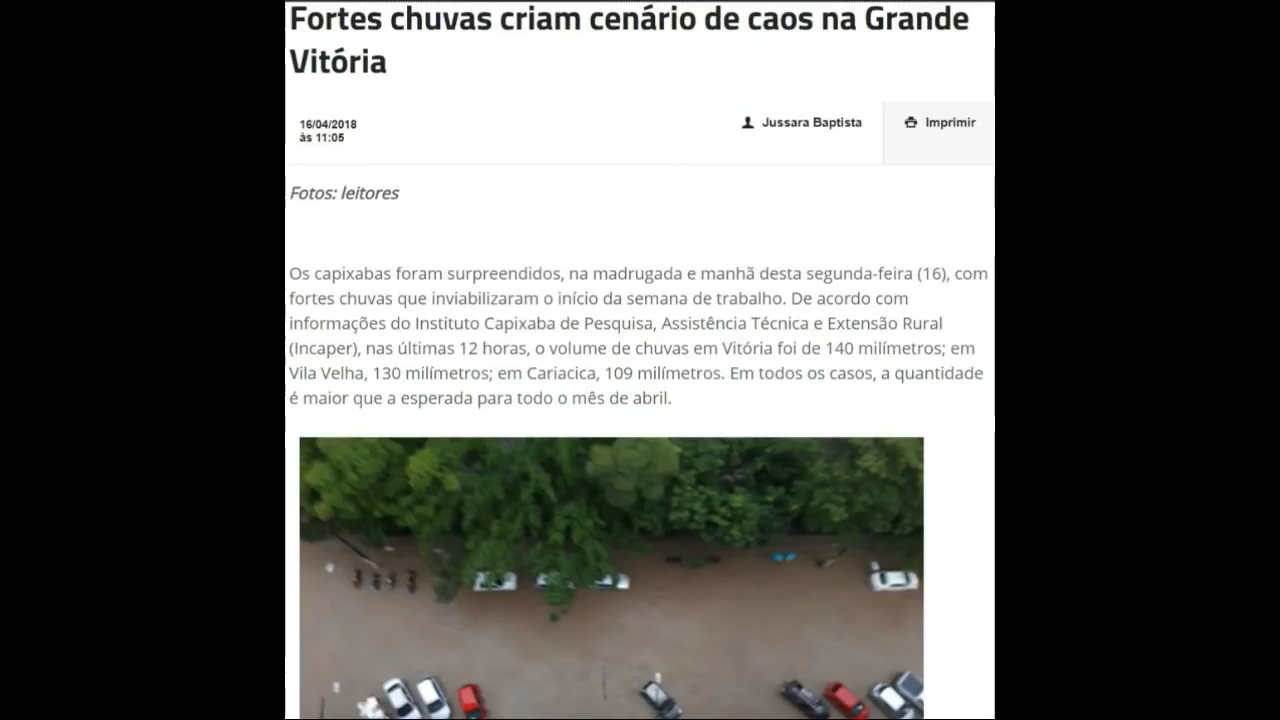 Fortes chuvas criam cenário de caos na Grande
Vitória
16/04/2018
às 11:05
Jussara Baptista
Imprimir
Fotos: leitores
Os capixabas foram surpreendidos, na madrugada e manhã desta segunda-feira (16), com
fortes chuvas que inviabilizaram o início da semana de trabalho. De acordo com
informações do Instituto Capixaba de Pesquisa, Assistência Técnica e Extensão Rural
(Incaper), nas últimas 12 horas, o volume de chuvas em Vitória foi de 140 milímetros; em
Vila Velha, 130 milímetros; em Cariacica, 109 milímetros. Em todos os casos, a quantidade
é maior que a esperada para todo o mês de abril.